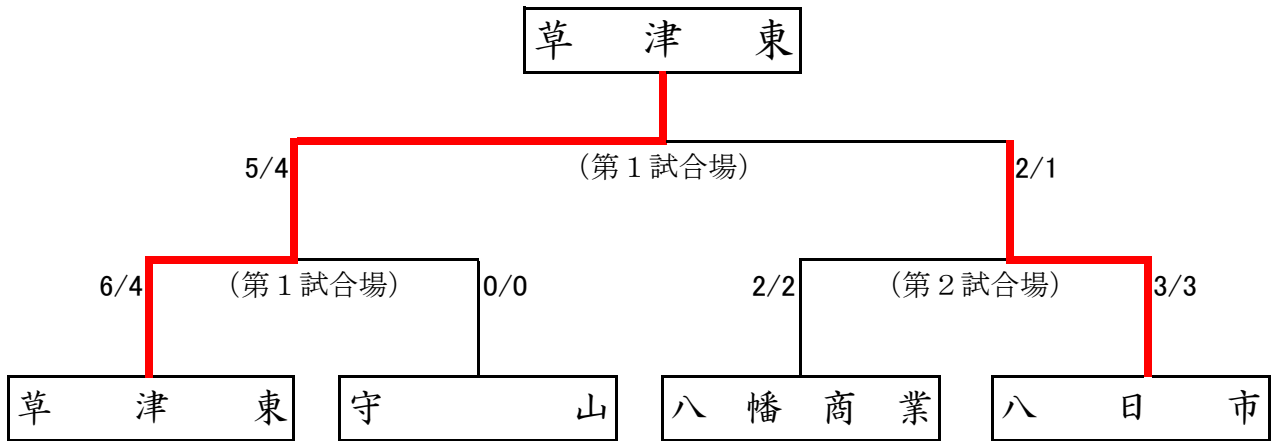 草津東
5/4 (第1試合場) 2/1
6/4 (第1試合場) 0/0 2/2 (第2試合場) 3/3
草津東 守山 八幡商業 八日市